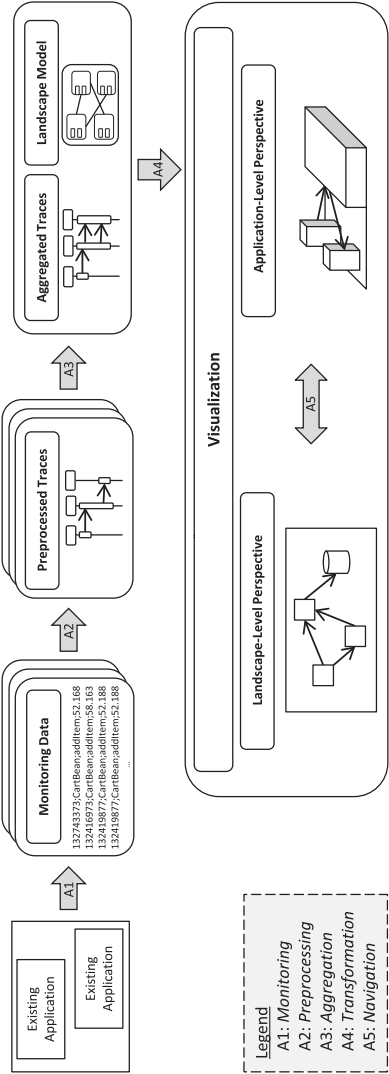 Existing
Application
Existing
Application
A1
Monitoring Data
132743373;CartBean;addItem;52.168
132416973;CartBean;addItem;58.163
132419877;CartBean;addItem;52.188
132419877;CartBean;addItem;52.188
...
A2
Preprocessed Traces
A3
Aggregated Traces
Landscape Model
A4
Visualization
Landscape-Level Perspective
A5
Application-Level Perspective
Legend
A1: Monitoring
A2: Preprocessing
A3: Aggregation
A4: Transformation
A5: Navigation